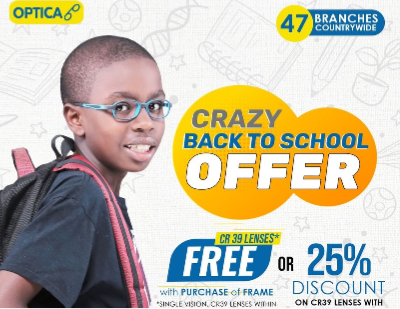 OPTICA
47 BRANCHES
COUNTRYWIDE
CRAZY
BACK TO SCHOOL
OFFER
CR 39 LENSES*
FREE OR 25%
with PURCHASE of FRAME DISCOUNT
*SINGLE VISION, CR39 LENSES WITHIN ON CR39 LENSES WITH